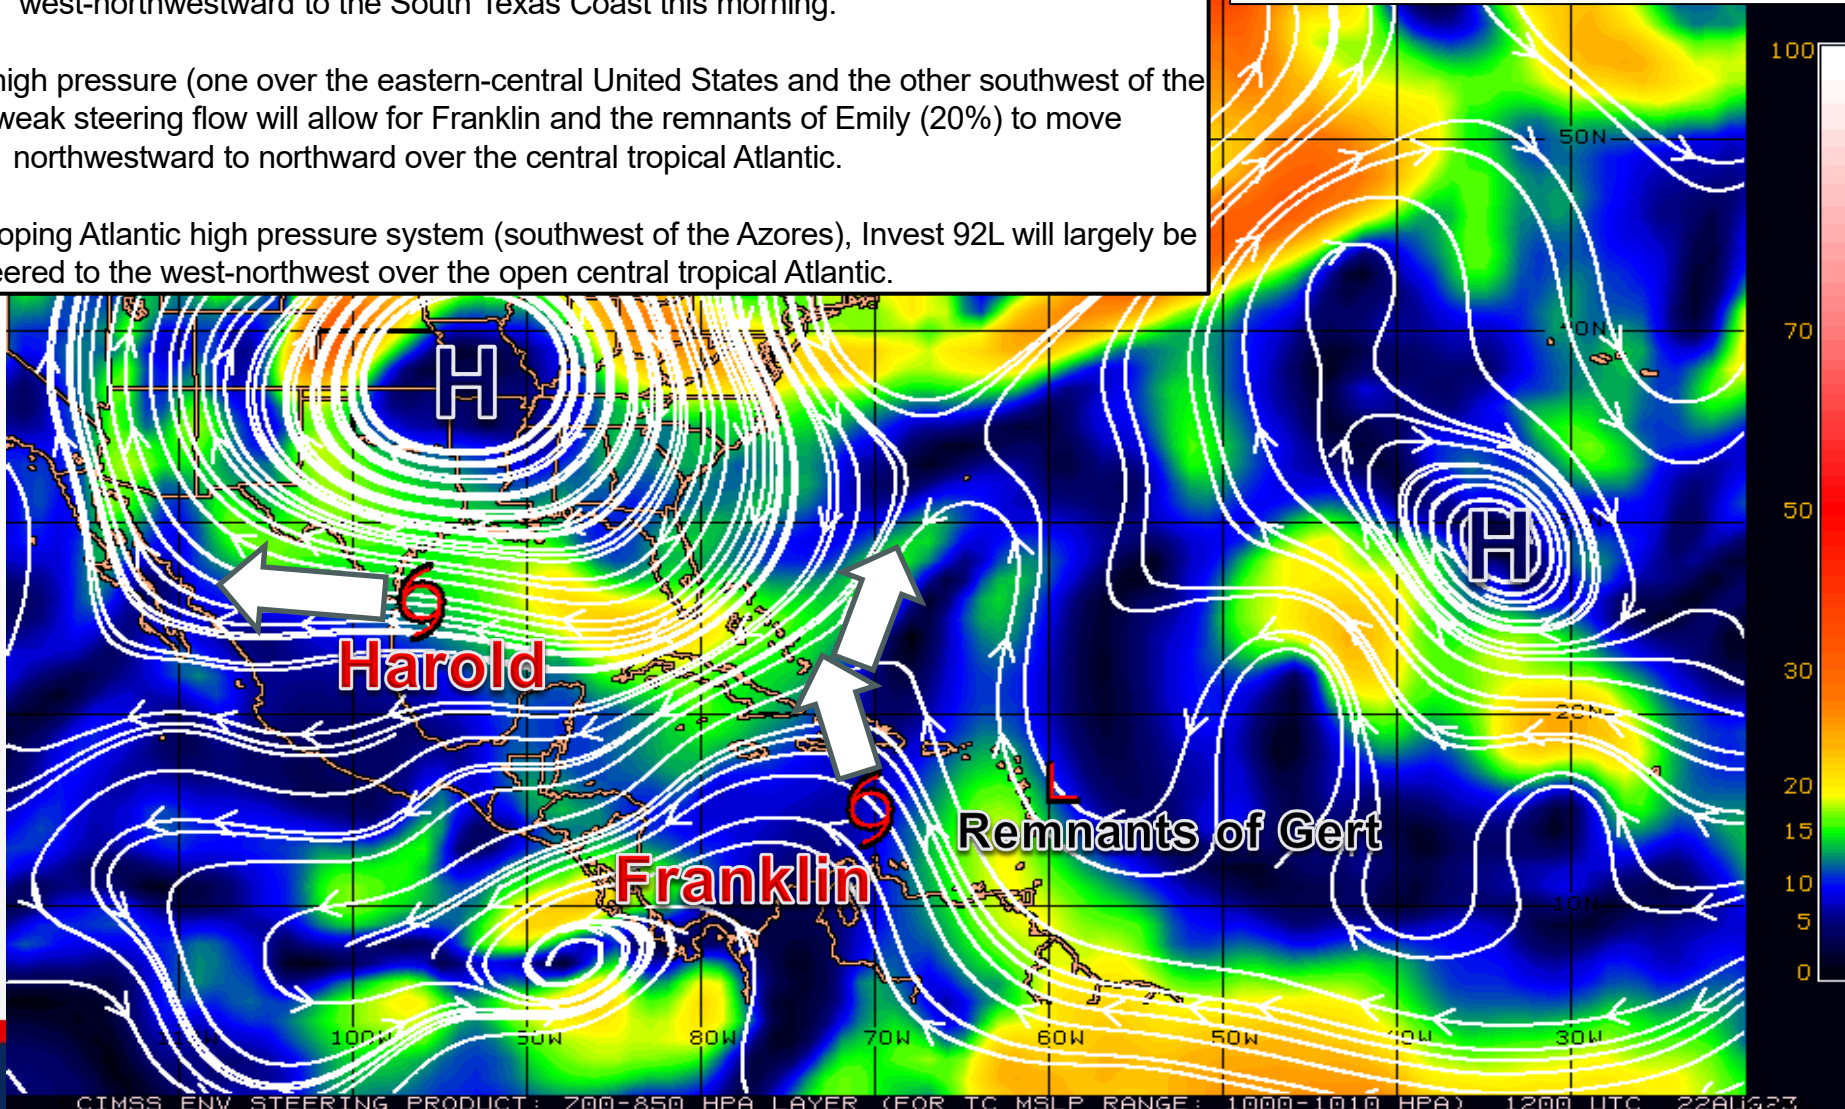 west-northwestward to the South Texas Coast this morning.
high pressure (one over the eastern-central United States and the other southwest of the
weak steering flow will allow for Franklin and the remnants of Emily (20%) to move
northwestward to northward over the central tropical Atlantic.
oping Atlantic high pressure system (southwest of the Azores), Invest 92L will largely be
eered to the west-northwest over the open central tropical Atlantic.
100
50N
40N
70
H
50
H
Harold
30
20N
20
L
Remnants of Gert
15
Franklin
10
10N
5
0
100W
90W
80W
70W
60W
50W
40W
30W
CIMSS ENV STEERING PRODUCT: 700-850 HPA LAYER (FOR TC MSLP RANGE: 1000-1010 HPA) 1200 UTC 22AUG23